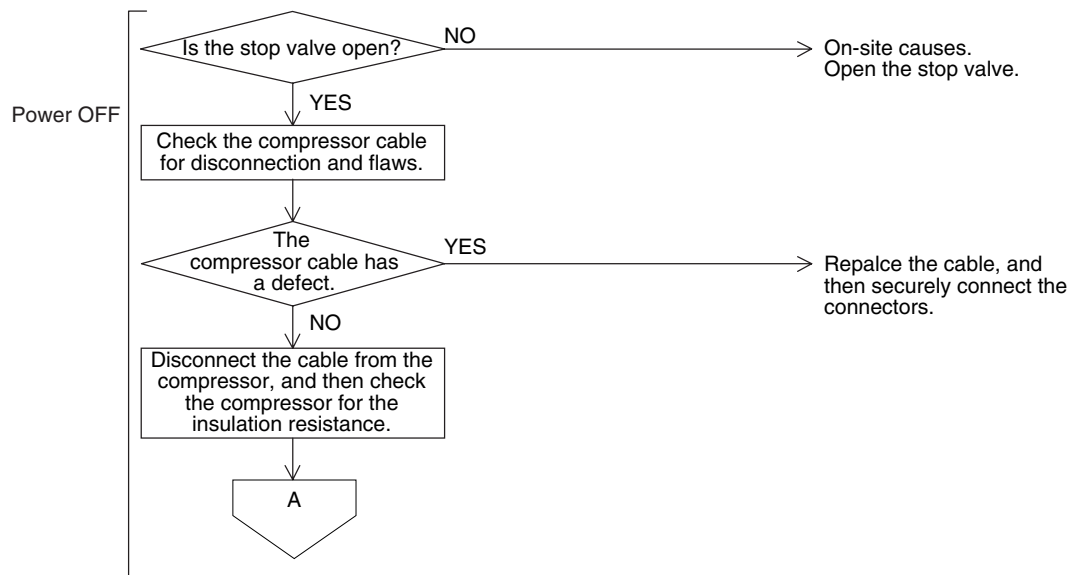 Is the stop valve open?
NO
On-site causes.
Open the stop valve.
Power OFF
YES
Check the compressor cable
for disconnection and flaws.
The
compressor cable has
a defect.
YES
Repalce the cable, and
then securely connect the
connectors.
NO
Disconnect the cable from the
compressor, and then check
the compressor for the
insulation resistance.
A